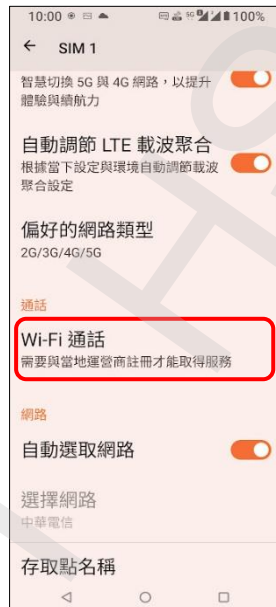 10:00
5G
100%
SIM 1
智慧切換 5G 與 4G 網路，以提升
體驗與續航力
自動調節 LTE 載波聚合
根據當下設定與環境自動調節載
聚合設定
偏好的網路類型
2G/3G/4G/5G
通話
Wi-Fi 通話
需要與當地運營商註冊才能取得服務
網路
自動選取網路
選擇網路
中華電信
存取點名稱